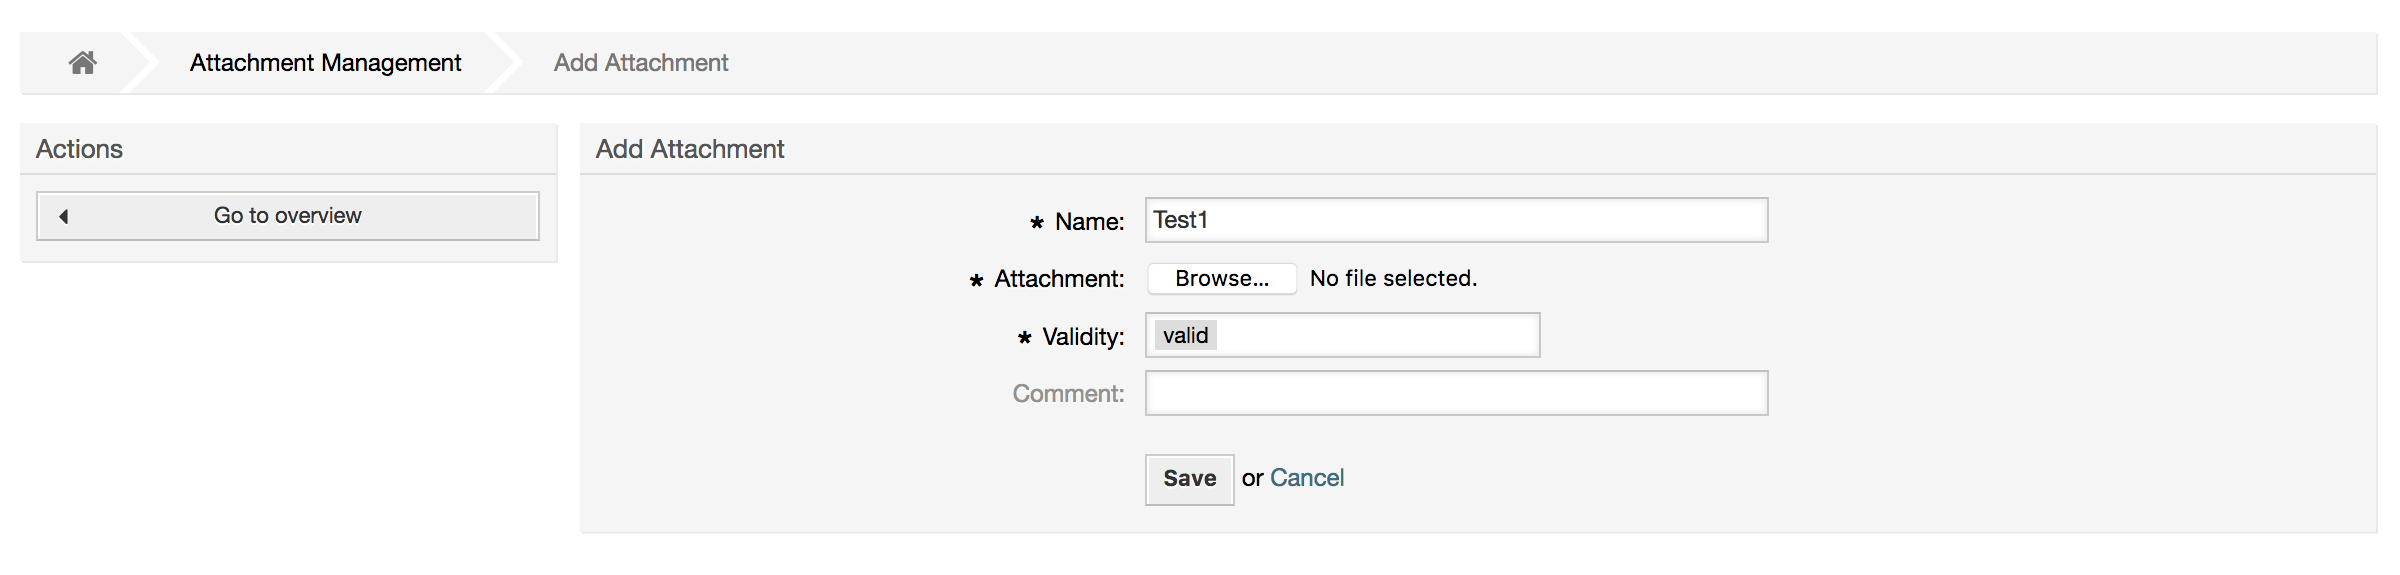 Attachment Management Add Attachment
Actions
Go to overview
Add Attachment
* Name: Test1
* Attachment: Browse... No file selected.
* Validity: valid
Comment:
Save or Cancel